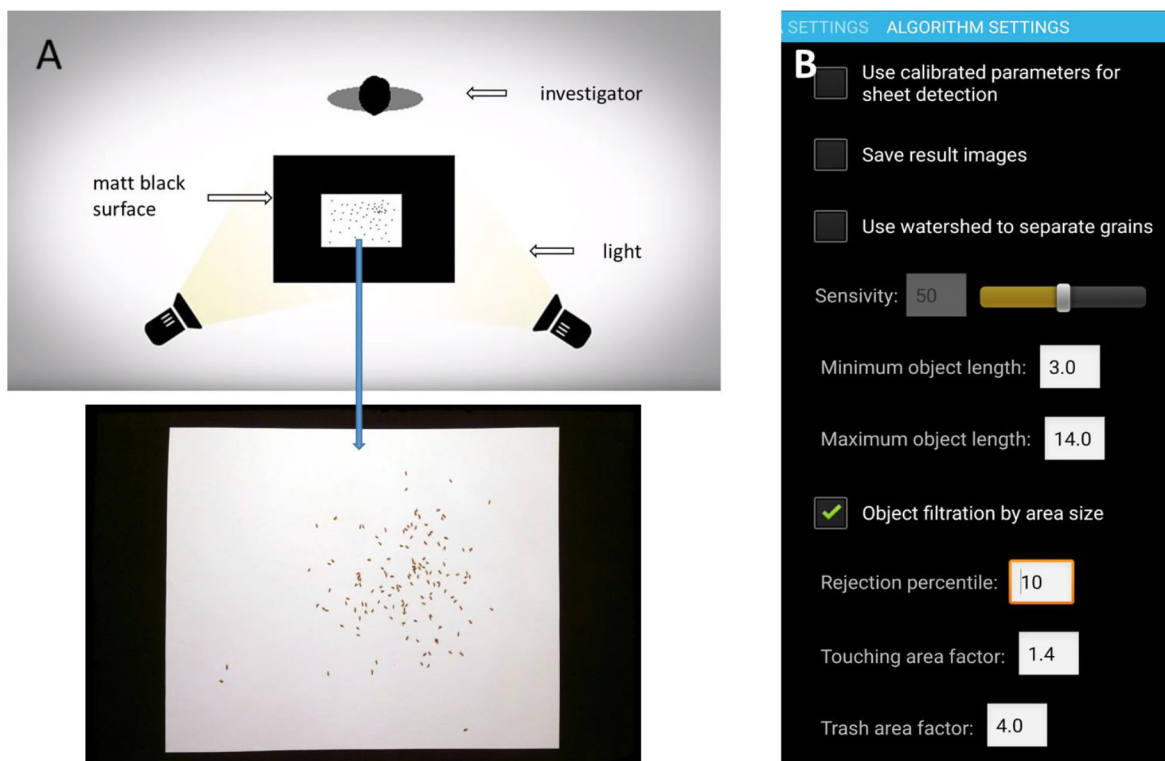 A
investigator
matt black
surface
light
B
SETTINGS ALGORITHM SETTINGS
Use calibrated parameters for
sheet detection
Save result images
Use watershed to separate grains
Sensivity: 50
Minimum object length: 3.0
Maximum object length: 14.0
Object filtration by area size
Rejection percentile: 10
Touching area factor: 1.4
Trash area factor: 4.0